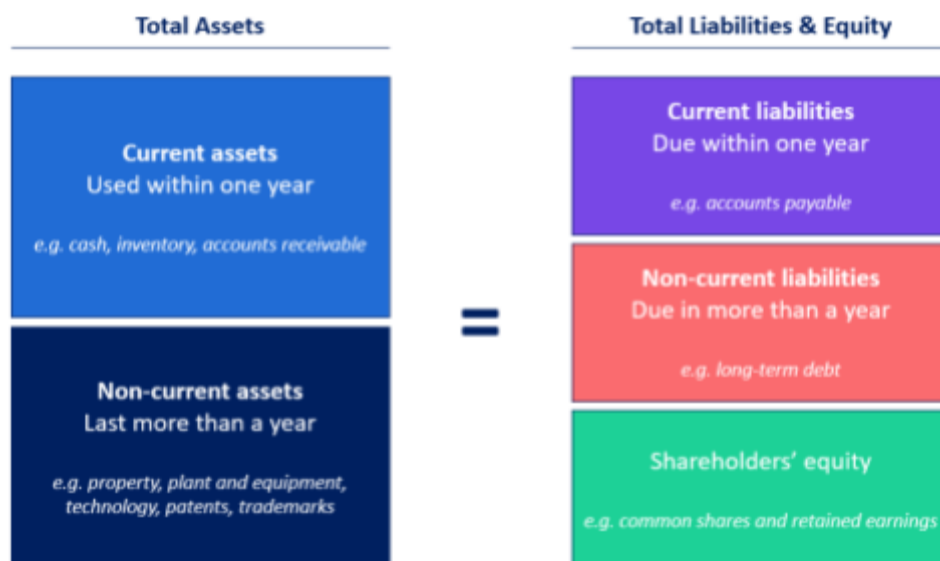 Total Assets
Current assets
Used within one year
e.g. cash, inventory, accounts receivable
Non-current assets
Last more than a year
e.g. property, plant and equipment,
technology, patents, trademarks
=
Total Liabilities & Equity
Current liabilities
Due within one year
e.g. accounts payable
Non-current liabilities
Due in more than a year
e.g. long-term debt
Shareholders’ equity
e.g. common shares and retained earnings